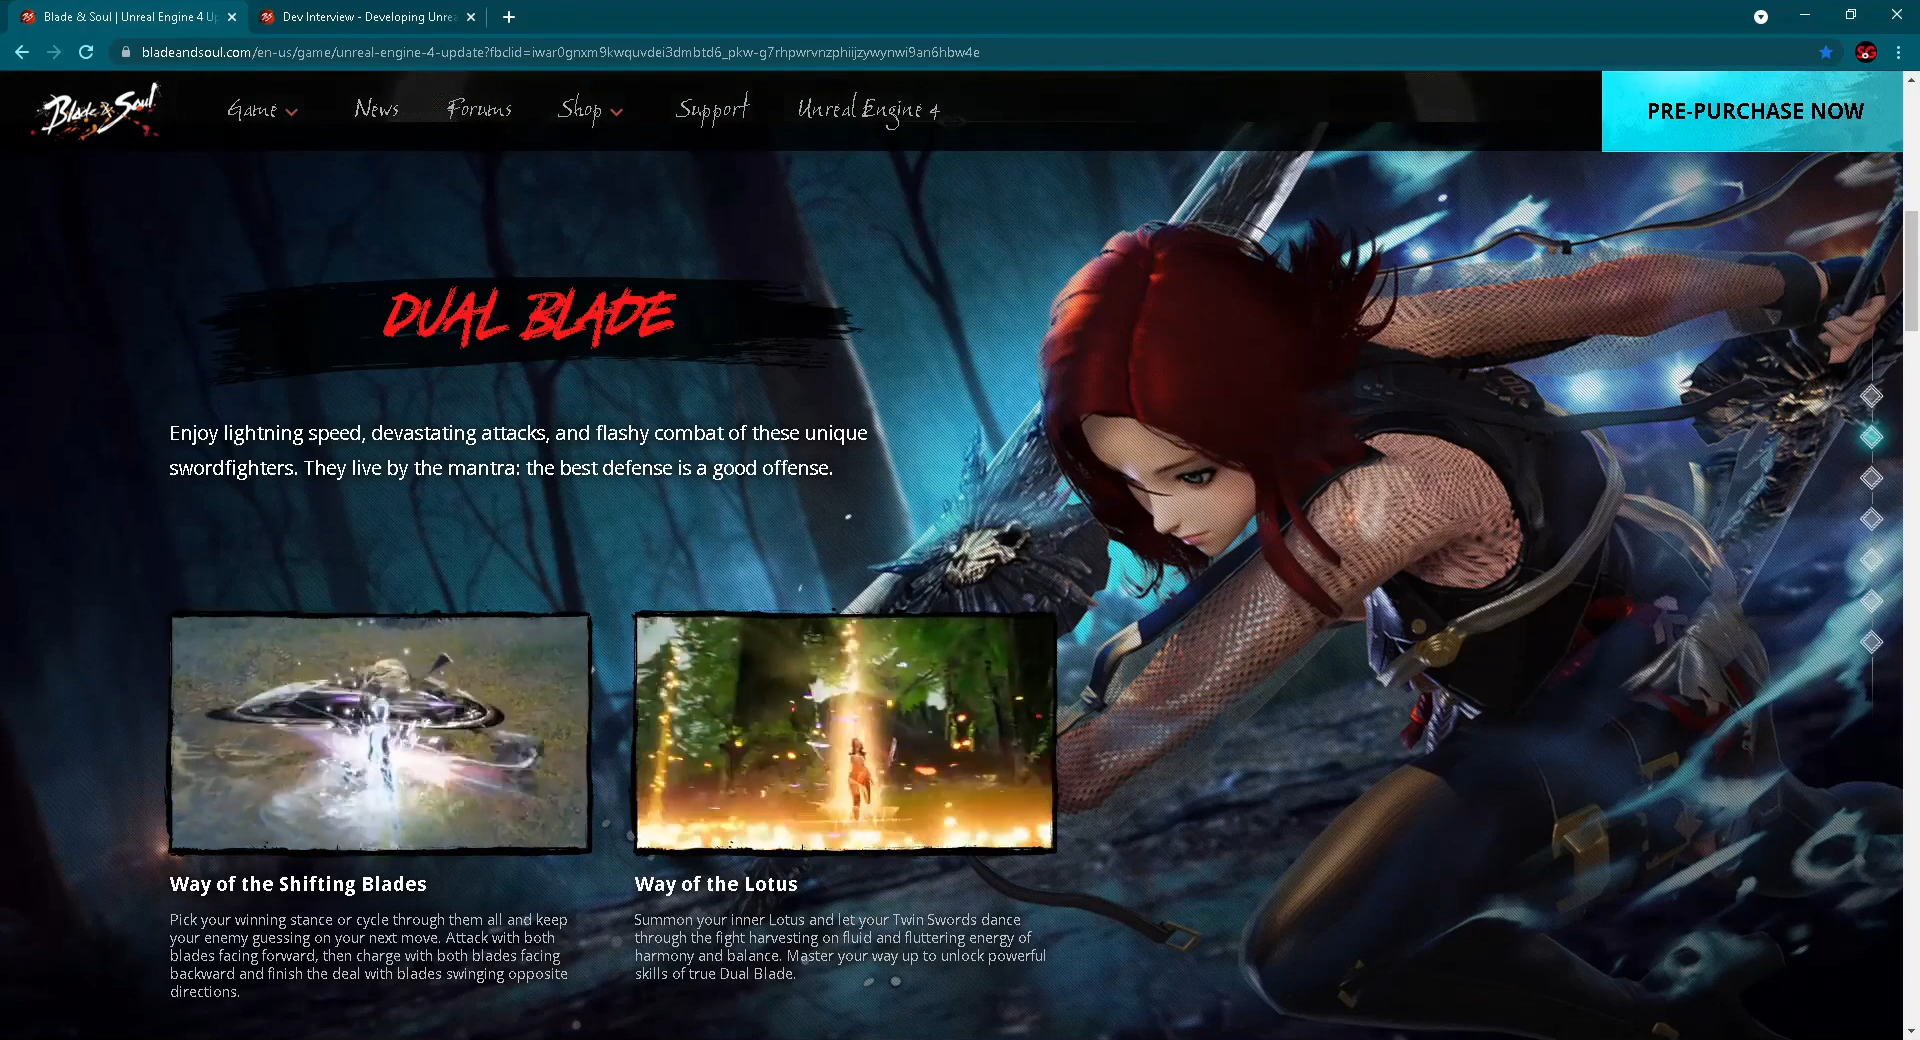 Blade & Soul | Unreal Engine 4 Up
Dev Interview - Developing Unrea
bladeandsoul.com/en-us/game/unreal-engine-4-update?fbclid=iwar0gnxm9kwquvdei3dmbtd6_pkw-g7rhpwrvnzphiijzywynwi9an6hbw4e
SG
Blade & Soul
Game
News
Forums
Shop
Support
Unreal Engine 4
PRE-PURCHASE NOW
DUAL BLADE
Enjoy lightning speed, devastating attacks, and flashy combat of these unique
swordfighters. They live by the mantra: the best defense is a good offense.
Way of the Shifting Blades
Pick your winning stance or cycle through them all and keep
your enemy guessing on your next move. Attack with both
blades facing forward, then charge with both blades facing
backward and finish the deal with blades swinging opposite
directions.
Way of the Lotus
Summon your inner Lotus and let your Twin Swords dance
through the fight harvesting on fluid and fluttering energy of
harmony and balance. Master your way up to unlock powerful
skills of true Dual Blade.